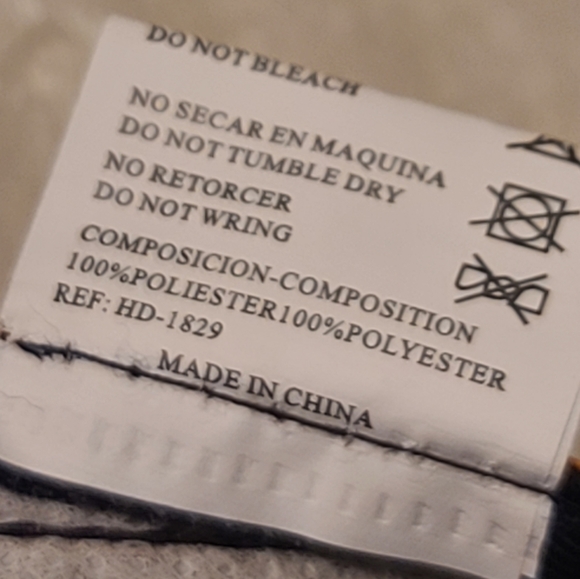 DO NOT BLEACH
NO SECAR EN MAQUINA
DO NOT TUMBLE DRY
NO RETORCER
DO NOT WRING
COMPOSICION-COMPOSITION
100%POLIESTER100%POLYESTER
REF: HD-1829
MADE IN CHINA